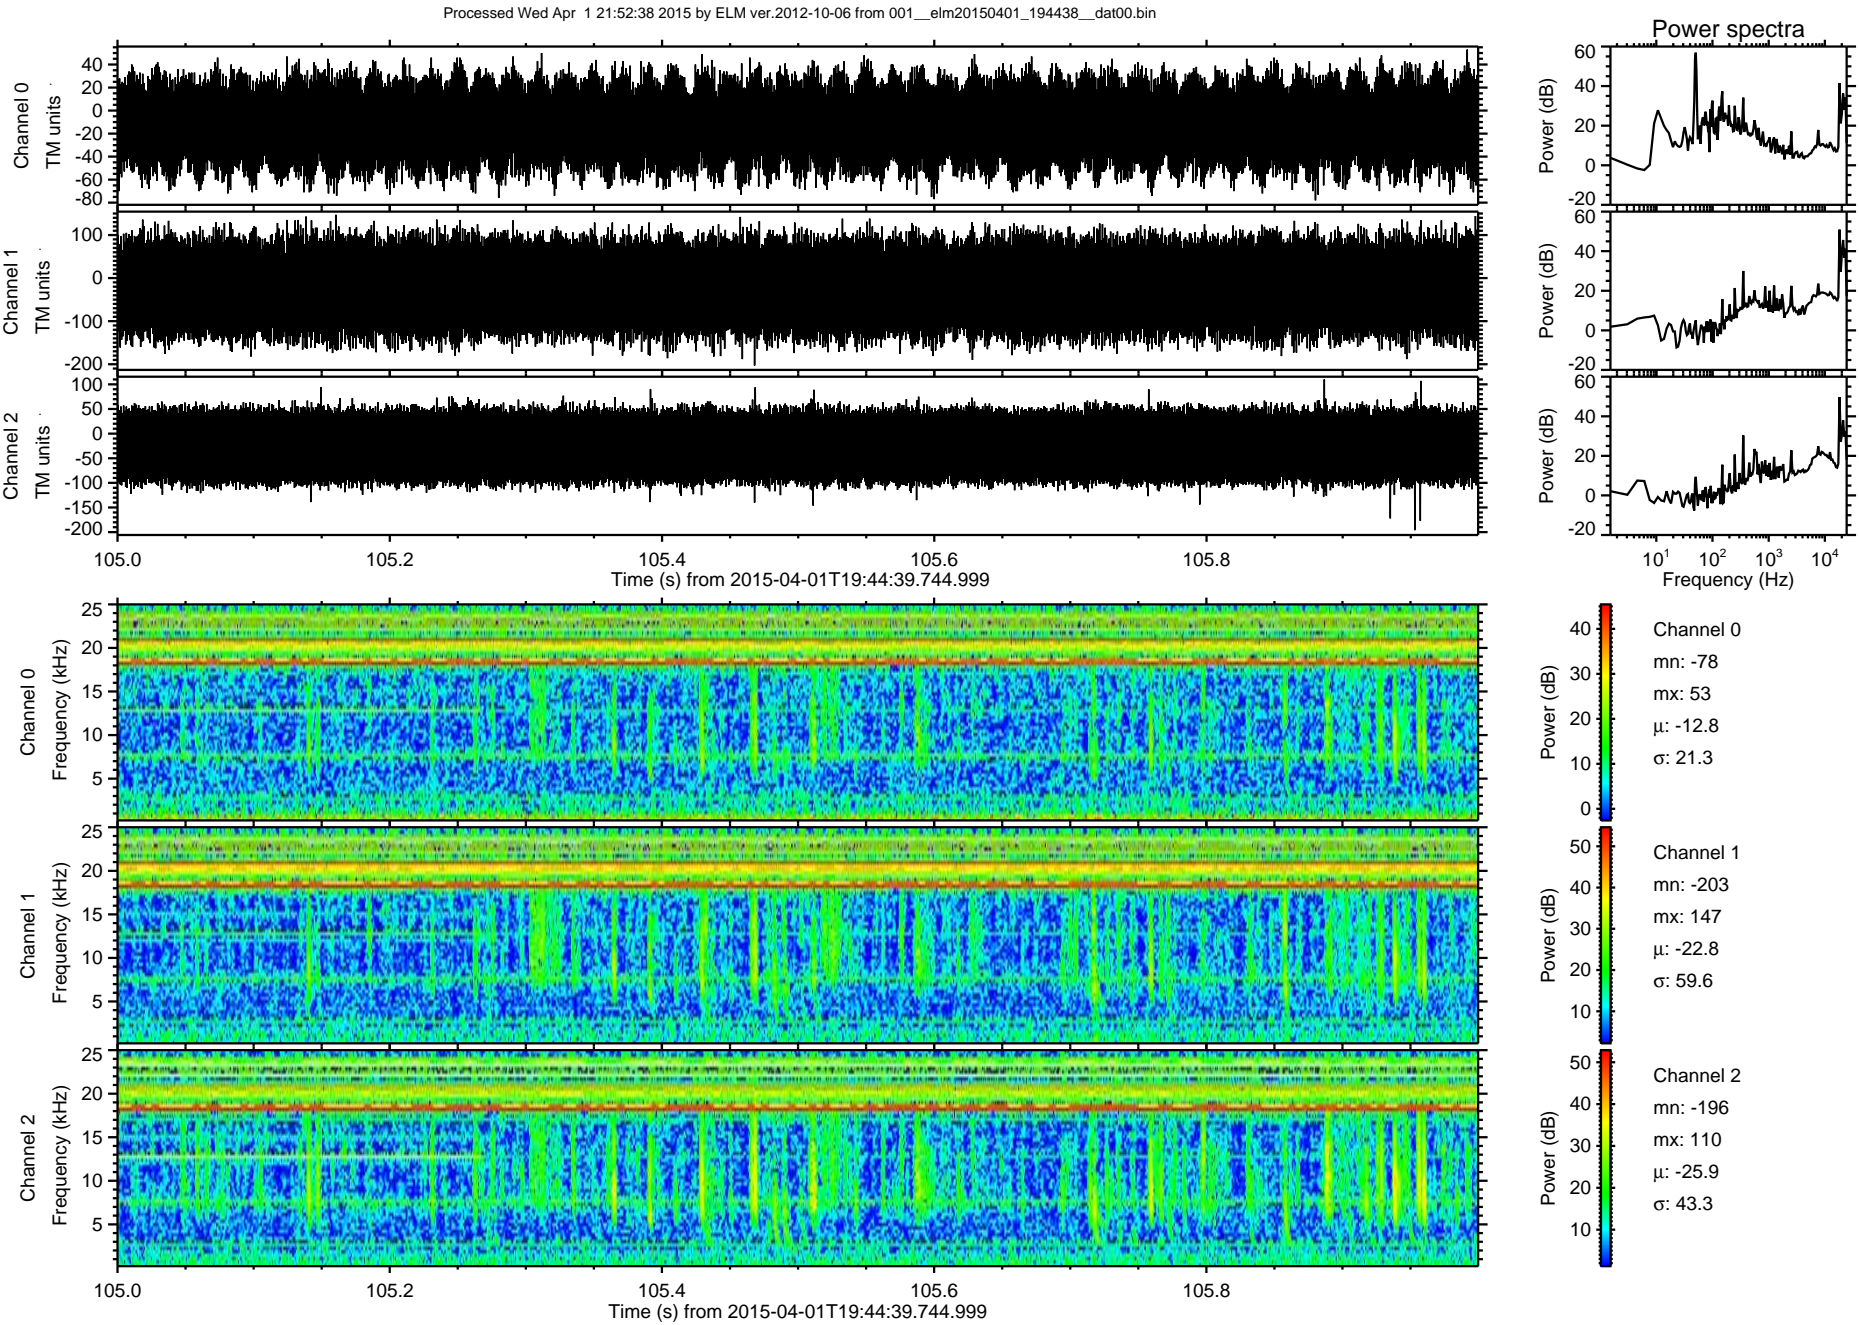 Processed Wed Apr  1 21:52:38 2015 by ELM ver.2012-10-06 from 001__elm20150401_194438__dat00.bin
Power spectra
Channel 0
TM units
40
20
0
-20
-40
-60
-80
Power (dB)
60
40
20
0
-20
Channel 1
TM units
100
0
-100
-200
Power (dB)
60
40
20
0
-20
Channel 2
TM units
100
50
0
-50
-100
-150
-200
Power (dB)
60
40
20
0
-20
105.0 105.2 105.4 105.6 105.8
Time (s) from 2015-04-01T19:44:39.744.999
10^1 10^2 10^3 10^4
Frequency (Hz)
Channel 0
Frequency (kHz)
25
20
15
10
5
Power (dB)
40
30
20
10
0
Channel 0
mn: -78
mx: 53
μ: -12.8
σ: 21.3
Channel 1
Frequency (kHz)
25
20
15
10
5
Power (dB)
50
40
30
20
10
Channel 1
mn: -203
mx: 147
μ: -22.8
σ: 59.6
Channel 2
Frequency (kHz)
25
20
15
10
5
Power (dB)
50
40
30
20
10
Channel 2
mn: -196
mx: 110
μ: -25.9
σ: 43.3
105.0 105.2 105.4 105.6 105.8
Time (s) from 2015-04-01T19:44:39.744.999